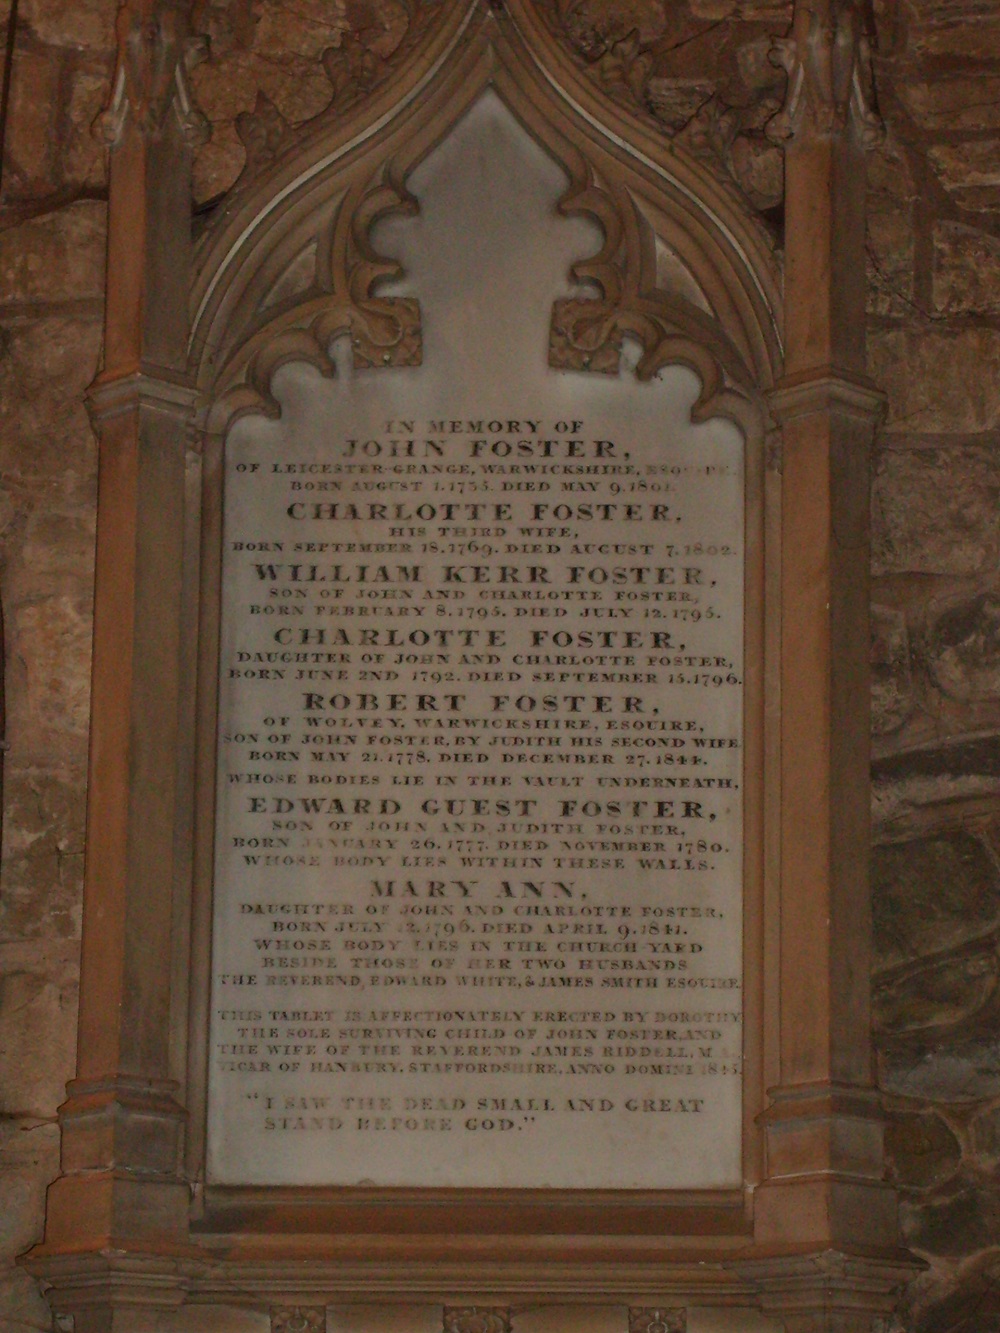 IN MEMORY OF
JOHN FOSTER,
OF LEICESTER GRANGE, WARWICKSHIRE,
BORN AUGUST 1.1735. DIED MAY 9.1801.
CHARLOTTE FOSTER,
HIS THIRD WIFE,
BORN SEPTEMBER 18.1769. DIED AUGUST 7.1802.
WILLIAM KERR FOSTER,
SON OF JOHN AND CHARLOTTE FOSTER,
BORN FEBRUARY 8.1795. DIED JULY 12.1795.
CHARLOTTE FOSTER,
DAUGHTER OF JOHN AND CHARLOTTE FOSTER,
BORN JUNE 2ND 1792. DIED SEPTEMBER 15.1796.
ROBERT FOSTER,
OF WOLVEY, WARWICKSHIRE, ESQUIRE,
SON OF JOHN FOSTER, BY JUDITH HIS SECOND WIFE
BORN MAY 21.1778. DIED DECEMBER 27.1844.
WHOSE BODIES LIE IN THE VAULT UNDERNEATH
EDWARD GUEST FOSTER,
SON OF JOHN AND JUDITH FOSTER,
BORN JANUARY 26.1777. DIED NOVEMBER 1780.
WHOSE BODY LIES WITHIN THESE WALLS.
MARY ANN,
DAUGHTER OF JOHN AND CHARLOTTE FOSTER,
BORN JULY 12.1796. DIED APRIL 9.1841.
WHOSE BODY LIES IN THE CHURCH YARD
BESIDE THOSE OF HER TWO HUSBANDS
THE REVEREND EDWARD WHITE, & JAMES SMITH ESQUIRE.
THIS TABLET IS AFFECTIONATELY ERECTED BY DOROTHY
THE SOLE SURVIVING CHILD OF JOHN FOSTER, AND
THE WIFE OF THE REVEREND JAMES RIDDELL,
VICAR OF HANBURY, STAFFORDSHIRE, ANNO DOMINI 1845.
"I SAW THE DEAD SMALL AND GREAT
STAND BEFORE GOD."